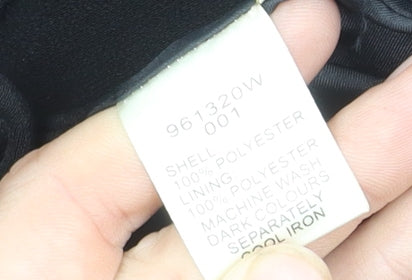 961320W
001
SHELL
100% POLYESTER
LINING
100% POLYESTER
MACHINE WASH
DARK COLOURS
SEPARATELY
COOL IRON